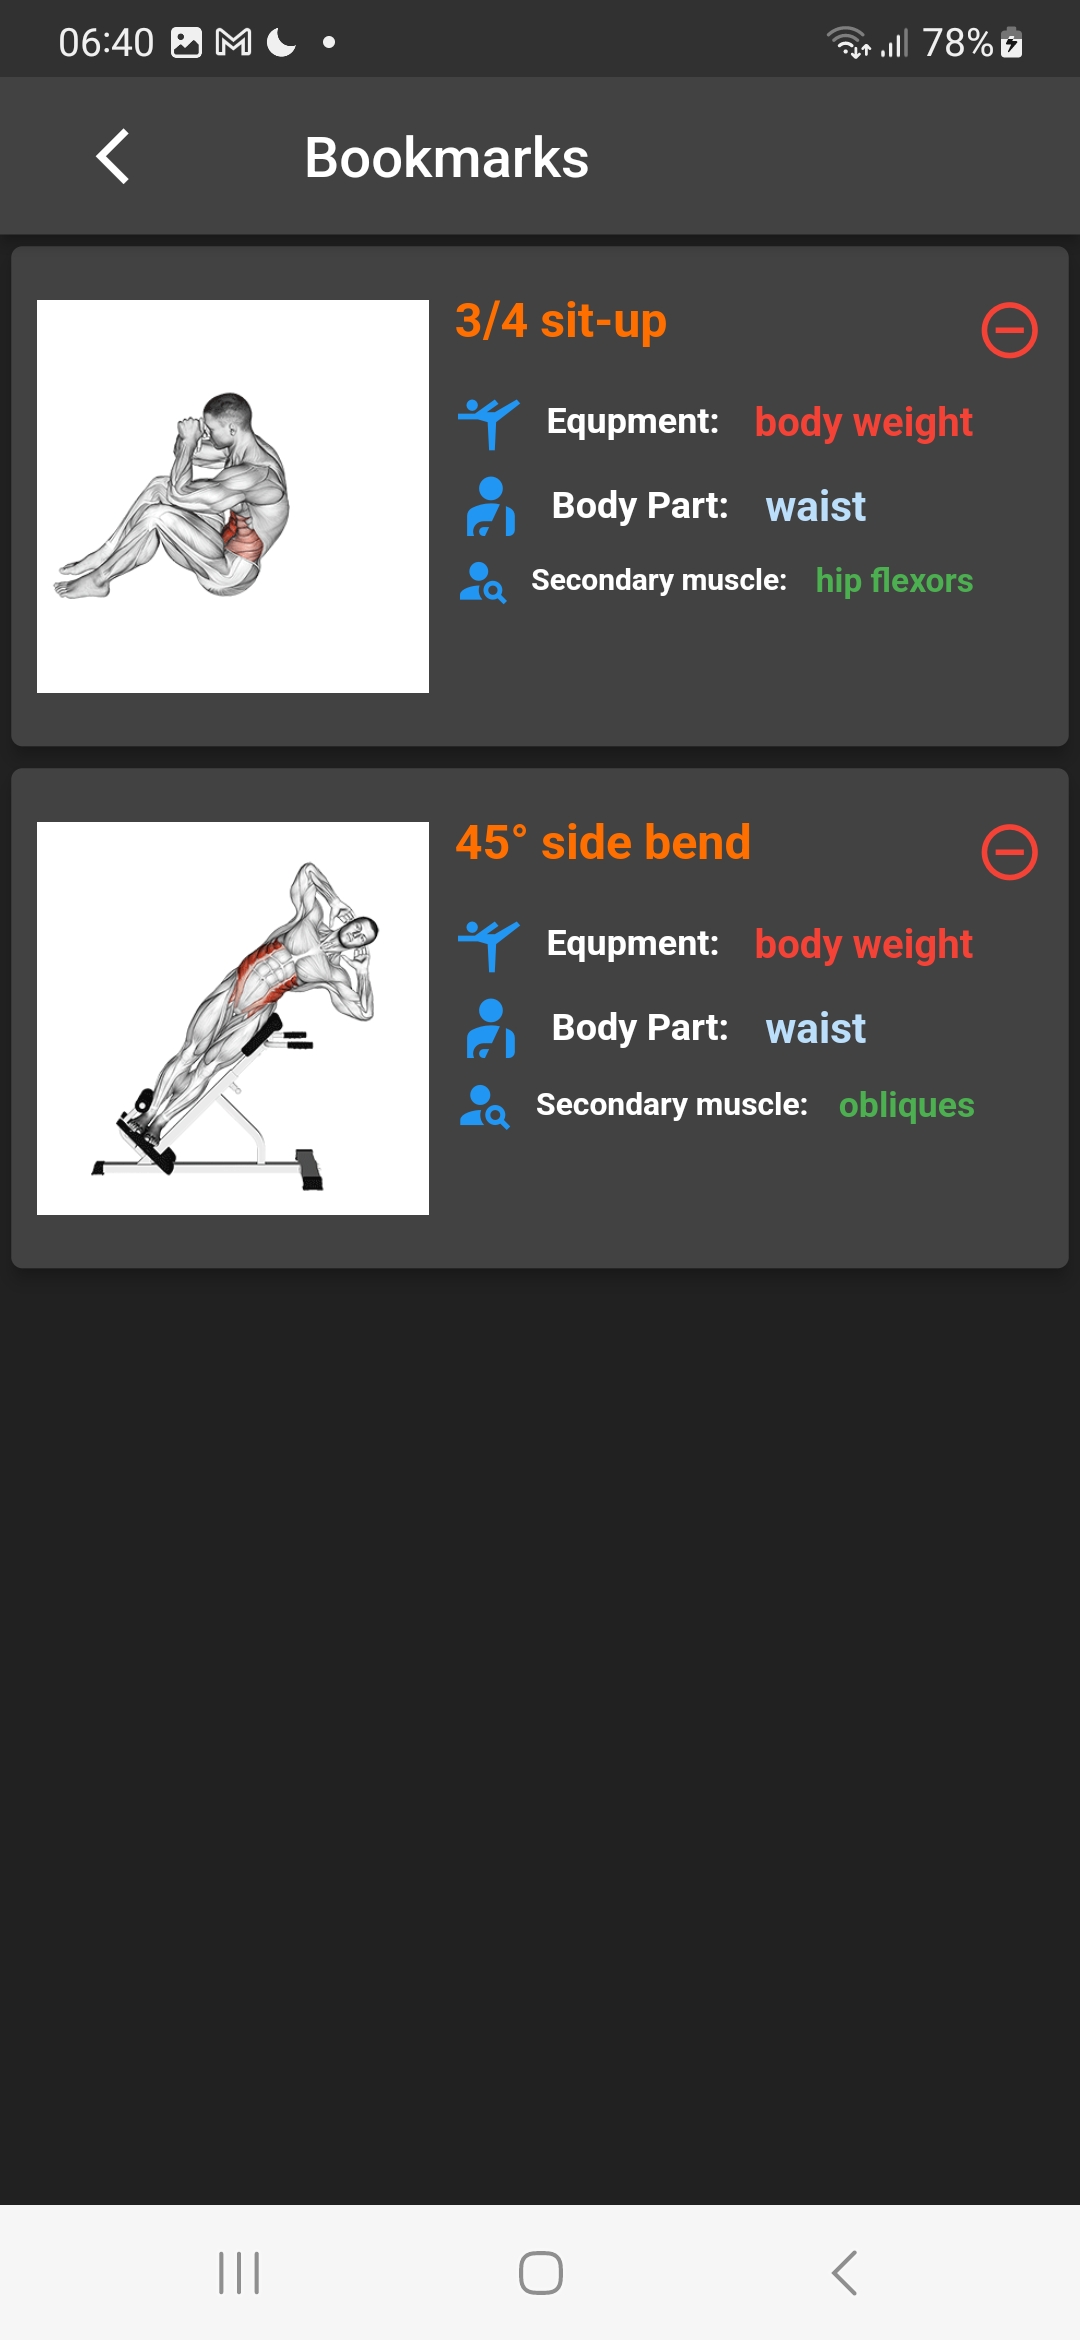 06:40 78%
Bookmarks
3/4 sit-up
Equpment: body weight
Body Part: waist
Secondary muscle: hip flexors
45° side bend
Equpment: body weight
Body Part: waist
Secondary muscle: obliques